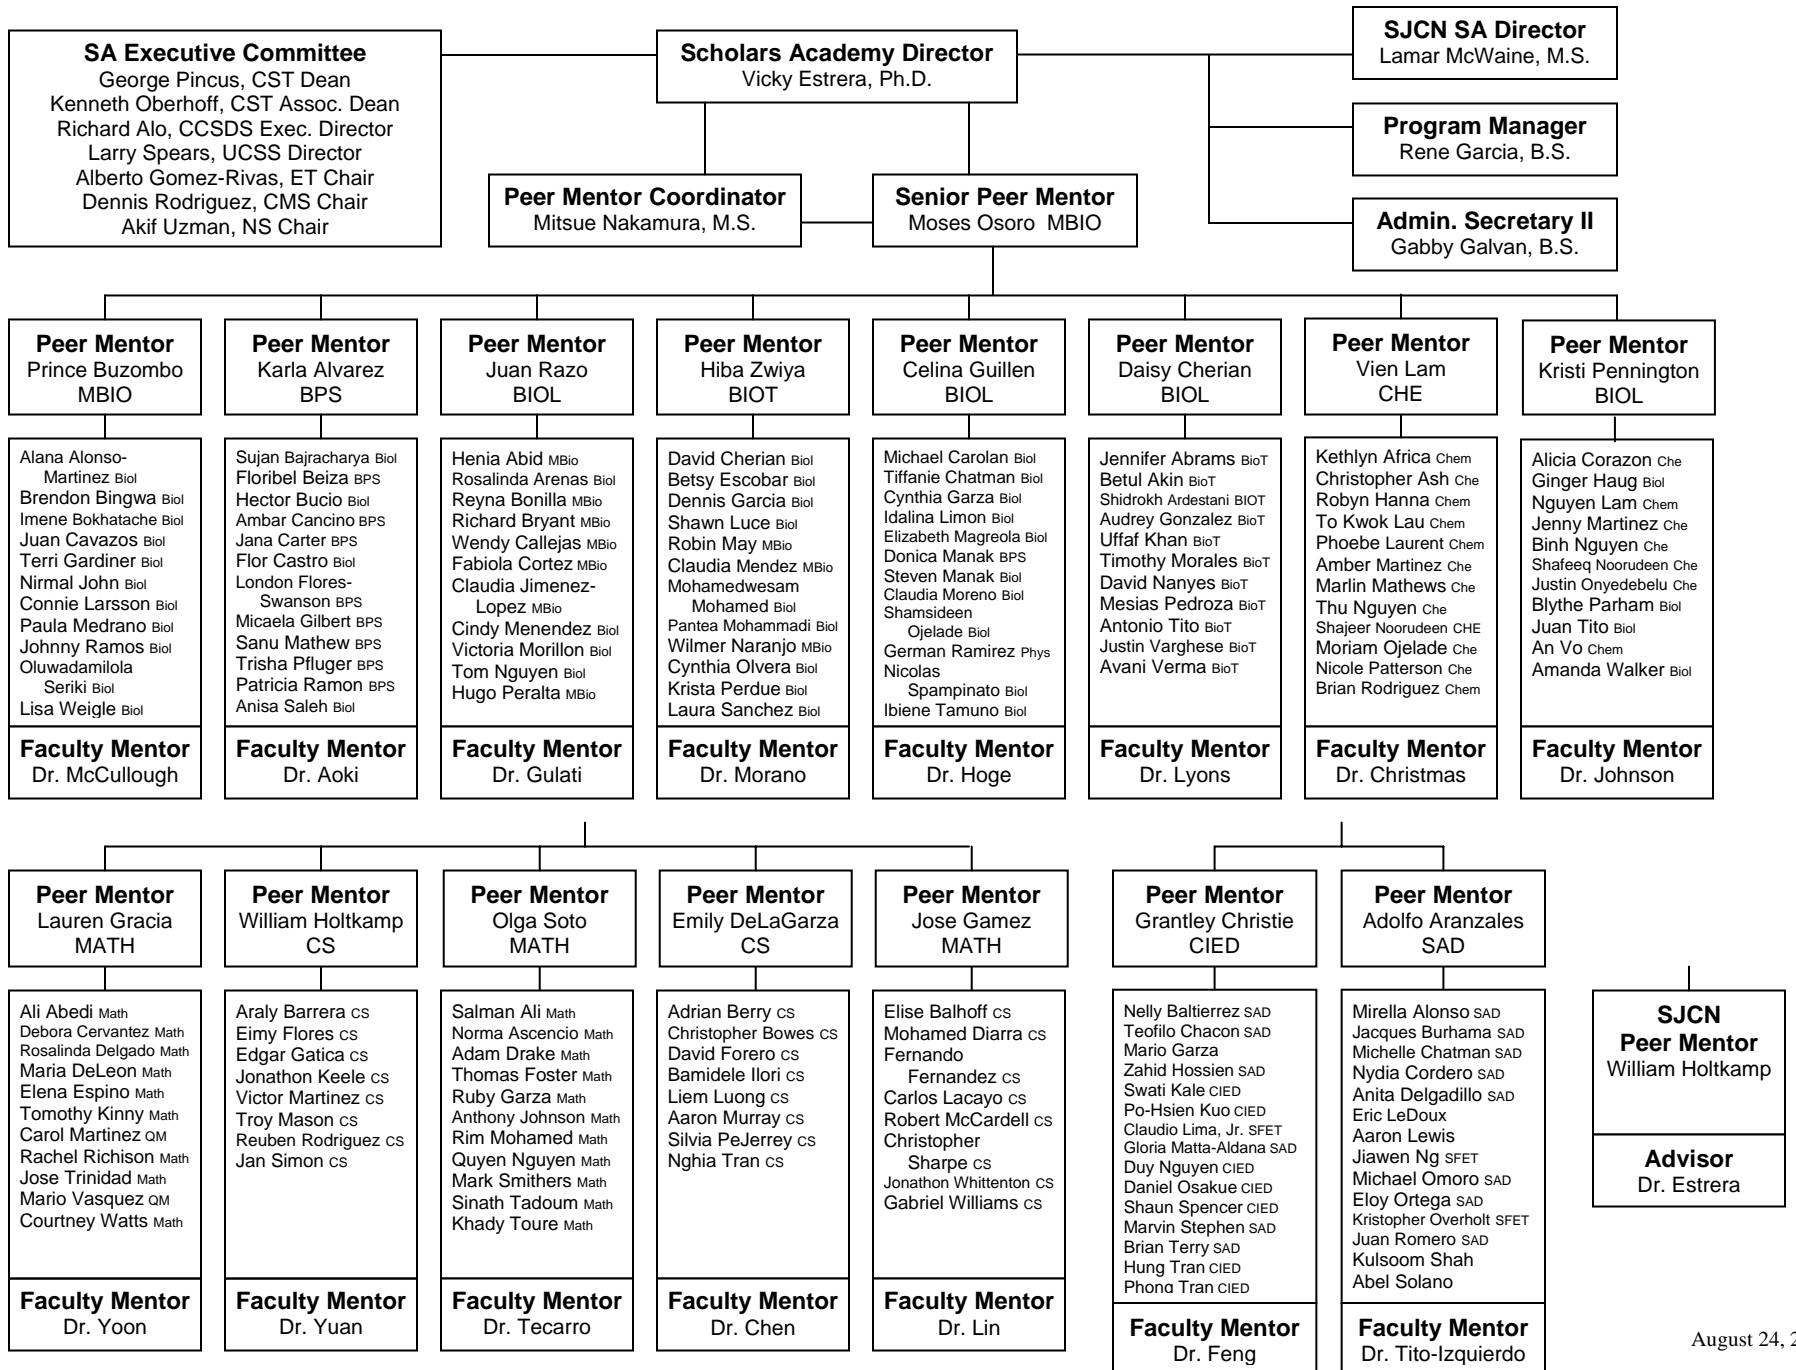 SA Executive Committee
George Pincus, CST Dean
Kenneth Oberhoff, CST Assoc. Dean
Richard Alo, CCSDS Exec. Director
Larry Spears, UCSS Director
Alberto Gomez-Rivas, ET Chair
Dennis Rodriguez, CMS Chair
Akif Uzman, NS Chair
Scholars Academy Director
Vicky Estrera, Ph.D.
SJCN SA Director
Lamar McWaine, M.S.
Program Manager
Rene Garcia, B.S.
Admin. Secretary II
Gabby Galvan, B.S.
Peer Mentor Coordinator
Mitsue Nakamura, M.S.
Senior Peer Mentor
Moses Osoro MBIO
Peer Mentor
Prince Buzombo
MBIO
Alana Alonso-
Martinez Biol
Brendon Bingwa Biol
Imene Bokhatache Biol
Juan Cavazos Biol
Terri Gardiner Biol
Nirmal John Biol
Connie Larsson Biol
Paula Medrano Biol
Johnny Ramos Biol
Oluwadamilola
Seriki Biol
Lisa Weigle Biol
Faculty Mentor
Dr. McCullough
Peer Mentor
Karla Alvarez
BPS
Sujan Bajracharya Biol
Floribel Beiza BPS
Hector Bucio Biol
Ambar Cancino BPS
Jana Carter BPS
Flor Castro Biol
London Flores-
Swanson BPS
Micaela Gilbert BPS
Sanu Mathew BPS
Trisha Pfluger BPS
Patricia Ramon BPS
Anisa Saleh Biol
Faculty Mentor
Dr. Aoki
Peer Mentor
Juan Razo
BIOL
Henia Abid MBio
Rosalinda Arenas Biol
Reyna Bonilla MBio
Richard Bryant MBio
Wendy Callejas MBio
Fabiola Cortez MBio
Claudia Jimenez-
Lopez MBio
Cindy Menendez Biol
Victoria Morillon Biol
Tom Nguyen Biol
Hugo Peralta MBio
Faculty Mentor
Dr. Gulati
Peer Mentor
Hiba Zwiya
BIOT
David Cherian Biol
Betsy Escobar Biol
Dennis Garcia Biol
Shawn Luce Biol
Robin May MBio
Claudia Mendez MBio
Mohamedwesam
Mohamed Biol
Pantea Mohammadi Biol
Wilmer Naranjo MBio
Cynthia Olvera Biol
Krista Perdue Biol
Laura Sanchez Biol
Faculty Mentor
Dr. Morano
Peer Mentor
Celina Guillen
BIOL
Michael Carolan Biol
Tiffanie Chatman Biol
Cynthia Garza Biol
Idalina Limon Biol
Elizabeth Magreola Biol
Donica Manak BPS
Steven Manak Biol
Claudia Moreno Biol
Shamsideen
Ojelade Biol
German Ramirez Phys
Nicolas
Spampinato Biol
Ibiene Tamuno Biol
Faculty Mentor
Dr. Hoge
Peer Mentor
Daisy Cherian
BIOL
Jennifer Abrams BioT
Betul Akin BioT
Shidrokh Ardestani BIOT
Audrey Gonzalez BioT
Uffaf Khan BioT
Timothy Morales BioT
David Nanyes BioT
Mesias Pedroza BioT
Antonio Tito BioT
Justin Varghese BioT
Avani Verma BioT
Faculty Mentor
Dr. Lyons
Peer Mentor
Vien Lam
CHE
Kethlyn Africa Chem
Christopher Ash Che
Robyn Hanna Chem
To Kwok Lau Chem
Phoebe Laurent Chem
Amber Martinez Che
Marlin Mathews Che
Thu Nguyen Che
Shajeer Noorudeen CHE
Moriam Ojelade Che
Nicole Patterson Che
Brian Rodriguez Chem
Faculty Mentor
Dr. Christmas
Peer Mentor
Kristi Pennington
BIOL
Alicia Corazon Che
Ginger Haug Biol
Nguyen Lam Chem
Jenny Martinez Che
Binh Nguyen Che
Shafeeq Noorudeen Che
Justin Onyedebelu Che
Blythe Parham Biol
Juan Tito Biol
An Vo Chem
Amanda Walker Biol
Faculty Mentor
Dr. Johnson
Peer Mentor
Lauren Gracia
MATH
Ali Abedi Math
Debora Cervantez Math
Rosalinda Delgado Math
Maria DeLeon Math
Elena Espino Math
Tomothy Kinny Math
Carol Martinez QM
Rachel Richison Math
Jose Trinidad Math
Mario Vasquez QM
Courtney Watts Math
Faculty Mentor
Dr. Yoon
Peer Mentor
William Holtkamp
CS
Araly Barrera CS
Eimy Flores CS
Edgar Gatica CS
Jonathon Keele CS
Victor Martinez CS
Troy Mason CS
Reuben Rodriguez CS
Jan Simon CS
Faculty Mentor
Dr. Yuan
Peer Mentor
Olga Soto
MATH
Salman Ali Math
Norma Ascencio Math
Adam Drake Math
Thomas Foster Math
Ruby Garza Math
Anthony Johnson Math
Rim Mohamed Math
Quyen Nguyen Math
Mark Smithers Math
Sinath Tadoum Math
Khady Toure Math
Faculty Mentor
Dr. Tecarro
Peer Mentor
Emily DeLaGarza
CS
Adrian Berry CS
Christopher Bowes CS
David Forero CS
Bamidele Ilori CS
Liem Luong CS
Aaron Murray CS
Silvia PeJerrey CS
Nghia Tran CS
Faculty Mentor
Dr. Chen
Peer Mentor
Jose Gamez
MATH
Elise Balhoff CS
Mohamed Diarra CS
Fernando
Fernandez CS
Carlos Lacayo CS
Robert McCardell CS
Christopher
Sharpe CS
Jonathon Whittenton CS
Gabriel Williams CS
Faculty Mentor
Dr. Lin
Peer Mentor
Grantley Christie
CIED
Nelly Baltierrez SAD
Teofilo Chacon SAD
Mario Garza
Zahid Hossien SAD
Swati Kale CIED
Po-Hsien Kuo CIED
Claudio Lima, Jr. SFET
Gloria Matta-Aldana SAD
Duy Nguyen CIED
Daniel Osakue CIED
Shaun Spencer CIED
Marvin Stephen SAD
Brian Terry SAD
Hung Tran CIED
Phong Tran CIED
Faculty Mentor
Dr. Feng
Peer Mentor
Adolfo Aranzales
SAD
Mirella Alonso SAD
Jacques Burhama SAD
Michelle Chatman SAD
Nydia Cordero SAD
Anita Delgadillo SAD
Eric LeDoux
Aaron Lewis
Jiawen Ng SFET
Michael Omoro SAD
Eloy Ortega SAD
Kristopher Overholt SFET
Juan Romero SAD
Kulsoom Shah
Abel Solano
Faculty Mentor
Dr. Tito-Izquierdo
SJCN
Peer Mentor
William Holtkamp
Advisor
Dr. Estrera
August 24, 2